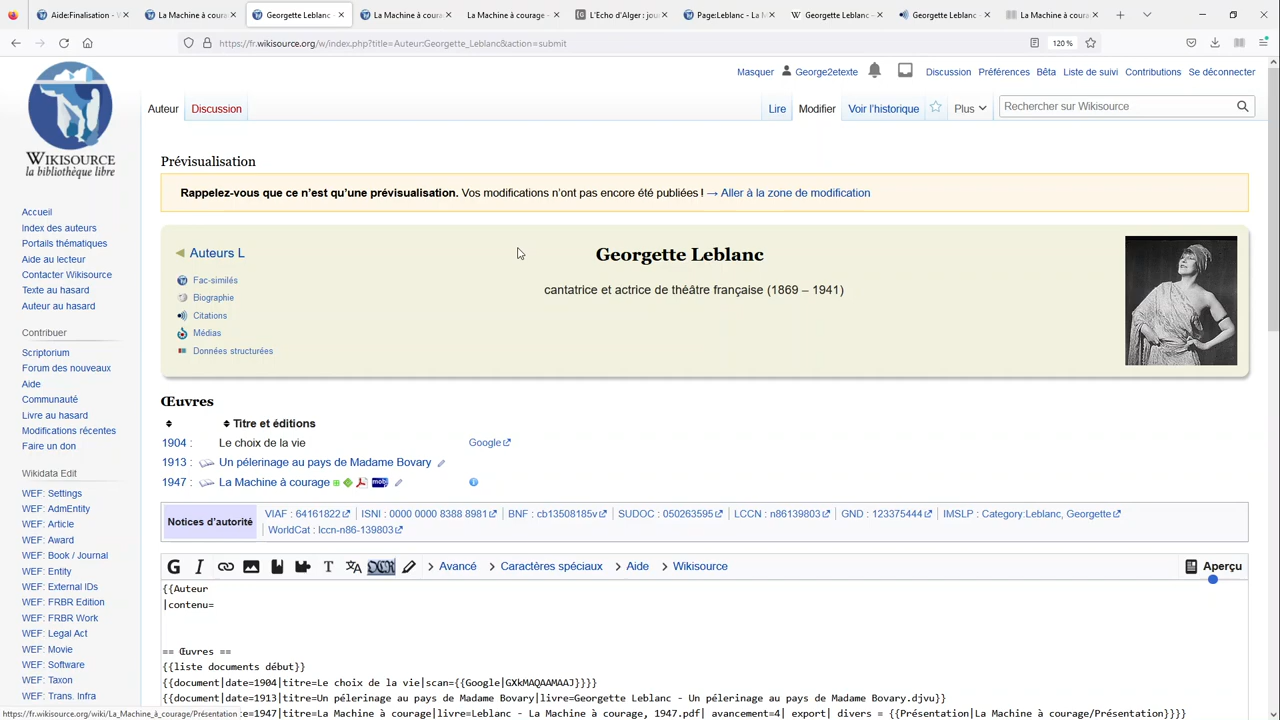 Aide:Finalisation - V
La Machine à coura
Georgette Leblanc
La Machine à coura
La Machine à courage -
L'Echo d'Alger : jou
Page:Leblanc - La M
Georgette Leblanc —
Georgette Leblanc —
La Machine à coura
https://fr.wikisource.org/w/index.php?title=Auteur:Georgette_Leblanc&action=submit
120 %
Masquer George2etexte Discussion Préférences Bêta Liste de suivi Contributions Se déconnecter
WIKISOURCE
la bibliothèque libre
Auteur Discussion Lire Modifier Voir l'historique Plus Rechercher sur Wikisource
Accueil
Index des auteurs
Portails thématiques
Aide au lecteur
Contacter Wikisource
Texte au hasard
Auteur au hasard
Contribuer
Scriptorium
Forum des nouveaux
Aide
Communauté
Livre au hasard
Modifications récentes
Faire un don
Wikidata Edit
WEF: Settings
WEF: AdmEntity
WEF: Article
WEF: Award
WEF: Book / Journal
WEF: Entity
WEF: External IDs
WEF: FRBR Edition
WEF: FRBR Work
WEF: Legal Act
WEF: Movie
WEF: Software
WEF: Taxon
WEF: Trans. Infra
Prévisualisation
Rappelez-vous que ce n'est qu'une prévisualisation. Vos modifications n'ont pas encore été publiées ! → Aller à la zone de modification
Auteurs L
Georgette Leblanc
cantatrice et actrice de théâtre française (1869 – 1941)
Fac-similés
Biographie
Citations
Médias
Données structurées
Œuvres
Titre et éditions
1904 : Le choix de la vie Google
1913 : Un pélerinage au pays de Madame Bovary
1947 : La Machine à courage mobi
Notices d'autorité
VIAF : 64161822 | ISNI : 0000 0000 8388 8981 | BNF : cb13508185v | SUDOC : 050263595 | LCCN : n86139803 | GND : 123375444 | IMSLP : Category:Leblanc, Georgette
WorldCat : lccn-n86-139803
G I T OCR Avancé Caractères spéciaux Aide Wikisource Aperçu
{{Auteur
|contenu=
== Œuvres ==
{{liste documents début}}
{{document|date=1904|titre=Le choix de la vie|scan={{Google|GXkMAQAAMAAJ}}}}
{{document|date=1913|titre=Un pélerinage au pays de Madame Bovary|livre=Georgette Leblanc - Un pélerinage au pays de Madame Bovary.djvu}}
{{document|date=1947|titre=La Machine à courage|livre=Leblanc - La Machine à courage, 1947.pdf| avancement=4| export| divers = {{Présentation|La Machine à courage/Présentation}}}}
https://fr.wikisource.org/wiki/La_Machine_à_courage/Présentation